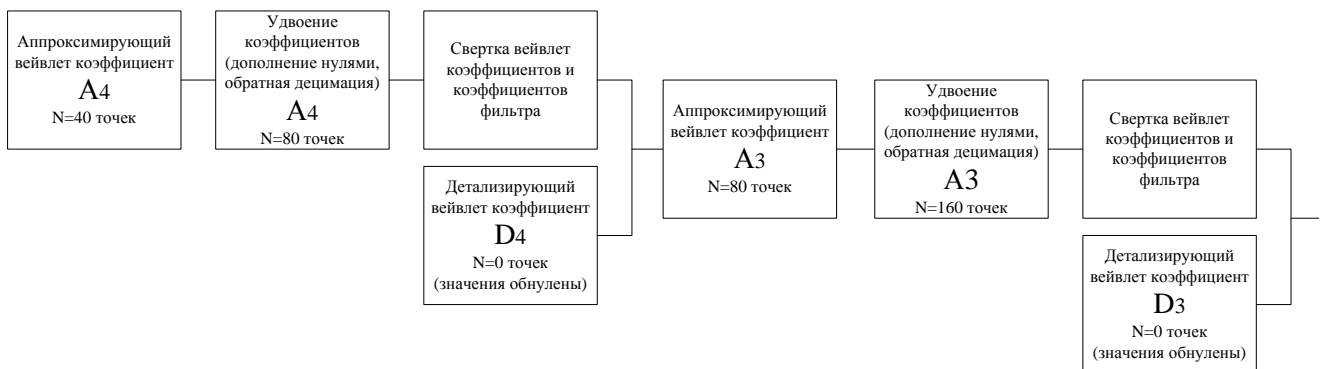 Аппроксимирующий
вейвлет коэффициент
A4
N=40 точек
Удвоение
коэффициентов
(дополнение нулями,
обратная децимация)
A4
N=80 точек
Свертка вейвлет
коэффициентов и
коэффициентов
фильтра
Детализирующий
вейвлет коэффициент
D4
N=0 точек
(значения обнулены)
Аппроксимирующий
вейвлет коэффициент
A3
N=80 точек
Удвоение
коэффициентов
(дополнение нулями,
обратная децимация)
A3
N=160 точек
Свертка вейвлет
коэффициентов и
коэффициентов
фильтра
Детализирующий
вейвлет коэффициент
D3
N=0 точек
(значения обнулены)